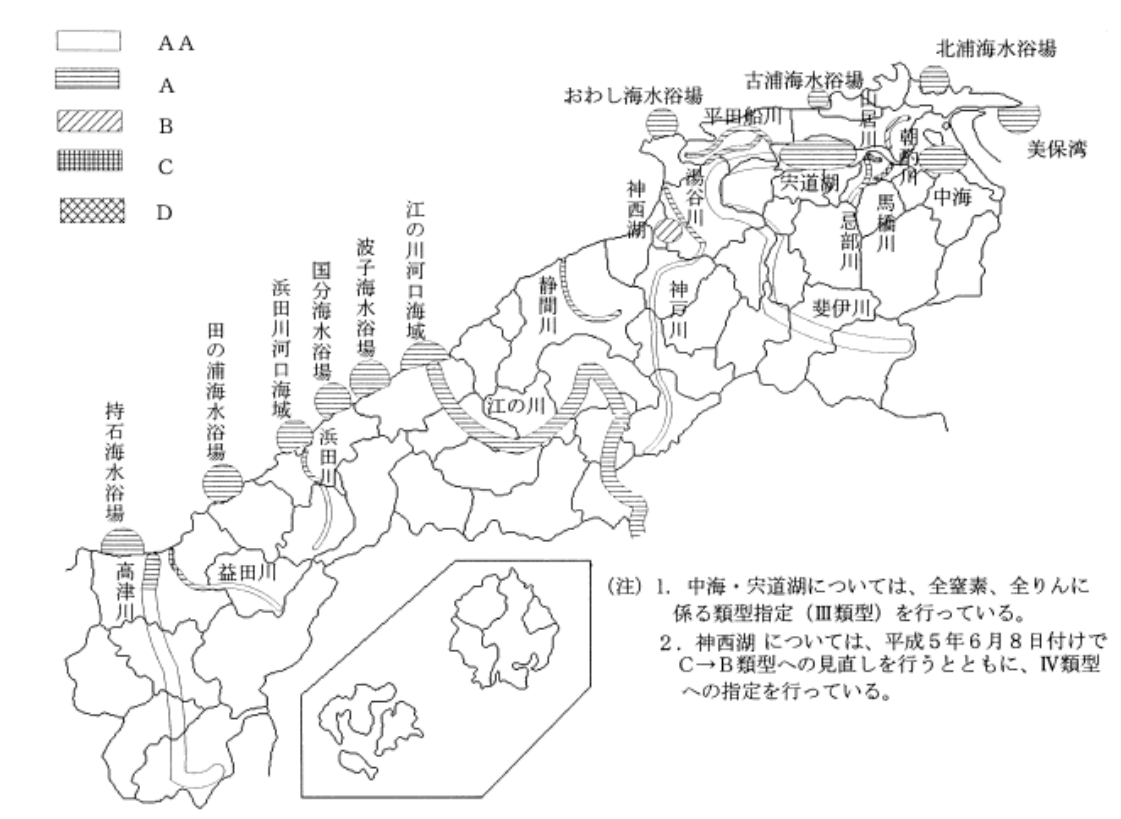 AA
A
B
C
D
北浦海水浴場
古浦海水浴場
おわし海水浴場
平田船川
山居川
朝酌川
美保湾
湯谷川
宍道湖
中海
神西湖
馬橋川
忌部川
江の川河口海域
波子海水浴場
国分海水浴場
浜田川河口海域
田の浦海水浴場
持石海水浴場
静間川
神戸川
斐伊川
江の川
浜田川
益田川
高津川
(注) 1. 中海・宍道湖については、全窒素、全りんに
係る類型指定(Ⅲ類型)を行っている。
2. 神西湖 については、平成5年6月8日付けで
C→B類型への見直しを行うとともに、Ⅳ類型
への指定を行っている。